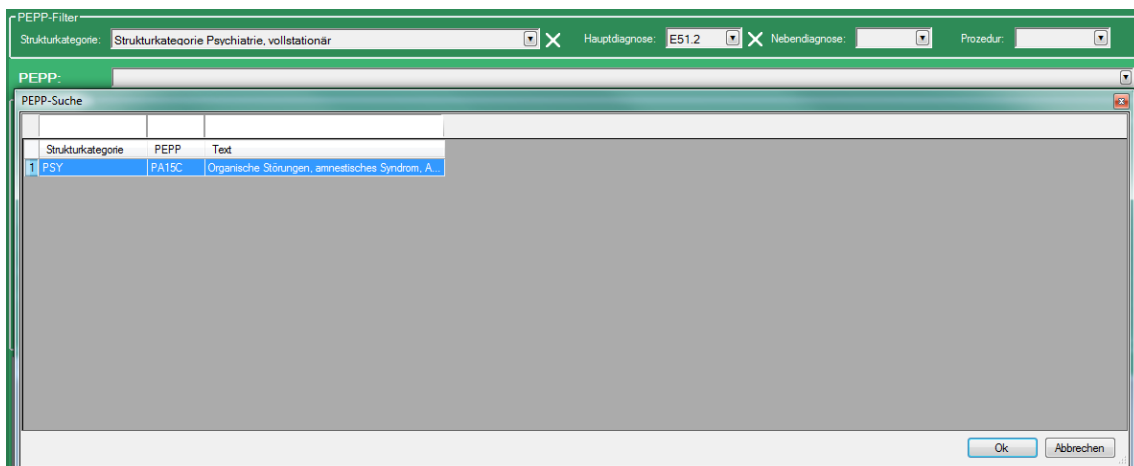 PEPP-Filter
Strukturkategorie: Strukturkategorie Psychiatrie, vollstationär Hauptdiagnose: E51.2 Nebendiagnose: Prozedur:
PEPP:
PEPP-Suche
Strukturkategorie PEPP Text
1 PSY PA15C Organische Störungen, amnestisches Syndrom, A...
Ok Abbrechen